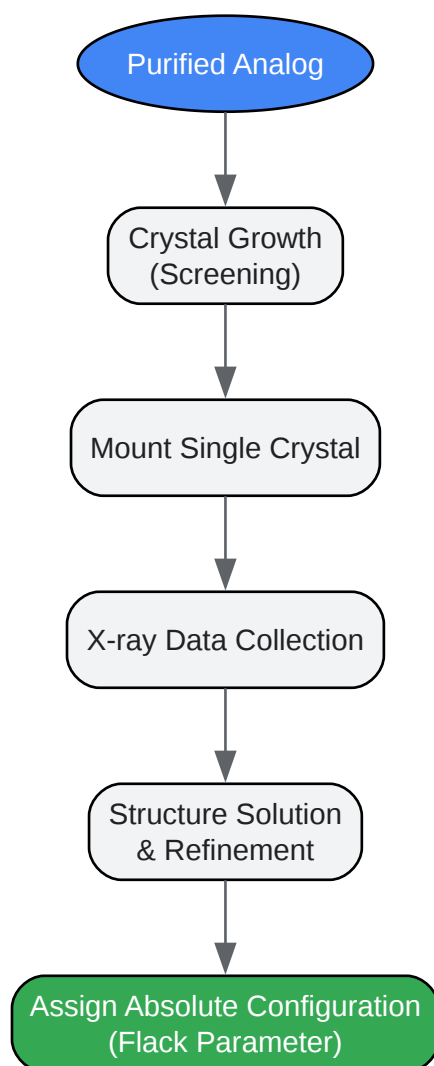 Purified Analog
Crystal Growth
(Screening)
Mount Single Crystal
X-ray Data Collection
Structure Solution
& Refinement
Assign Absolute Configuration
(Flack Parameter)